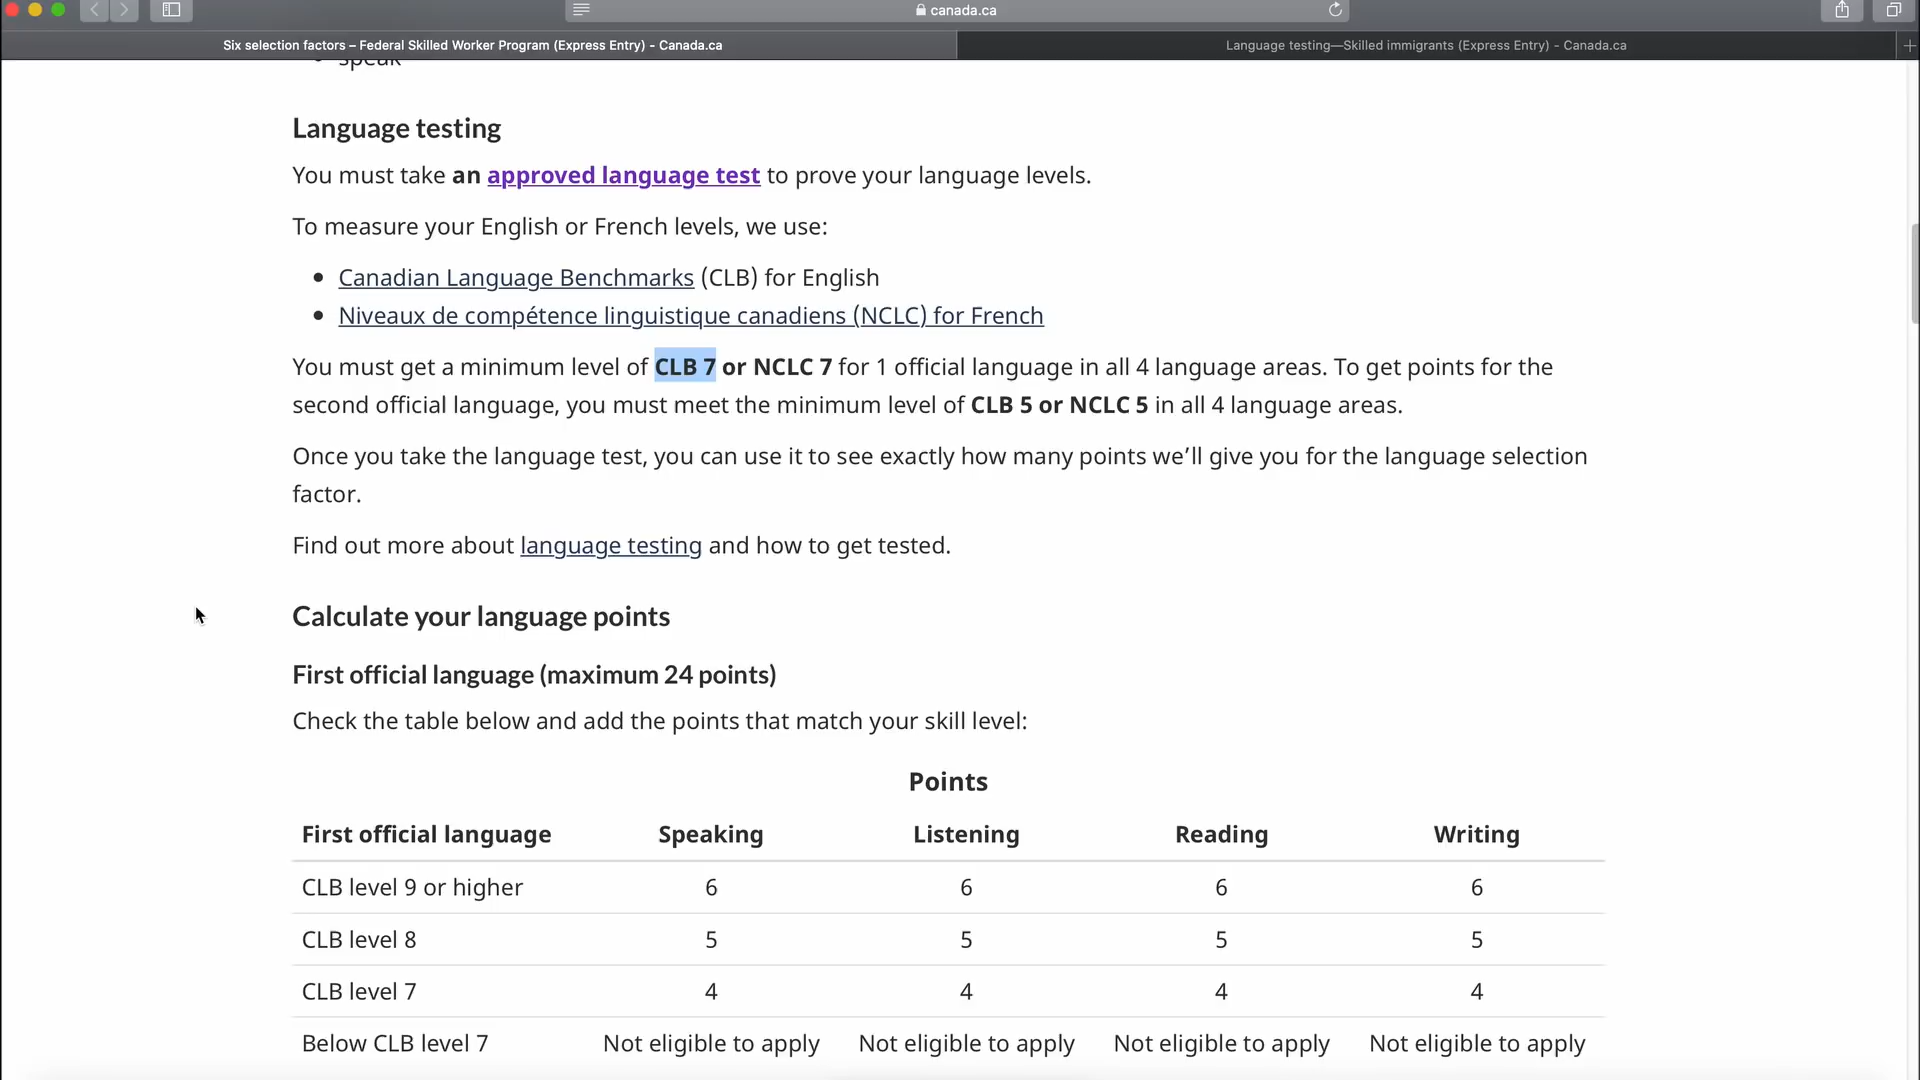 canada.ca
Six selection factors – Federal Skilled Worker Program (Express Entry) - Canada.ca
Language testing—Skilled immigrants (Express Entry) - Canada.ca
speak
Language testing
You must take an approved language test to prove your language levels.
To measure your English or French levels, we use:
Canadian Language Benchmarks (CLB) for English
Niveaux de compétence linguistique canadiens (NCLC) for French
You must get a minimum level of CLB 7 or NCLC 7 for 1 official language in all 4 language areas. To get points for the
second official language, you must meet the minimum level of CLB 5 or NCLC 5 in all 4 language areas.
Once you take the language test, you can use it to see exactly how many points we’ll give you for the language selection
factor.
Find out more about language testing and how to get tested.
Calculate your language points
First official language (maximum 24 points)
Check the table below and add the points that match your skill level:
Points
First official language Speaking Listening Reading Writing
CLB level 9 or higher 6 6 6 6
CLB level 8 5 5 5 5
CLB level 7 4 4 4 4
Below CLB level 7 Not eligible to apply Not eligible to apply Not eligible to apply Not eligible to apply